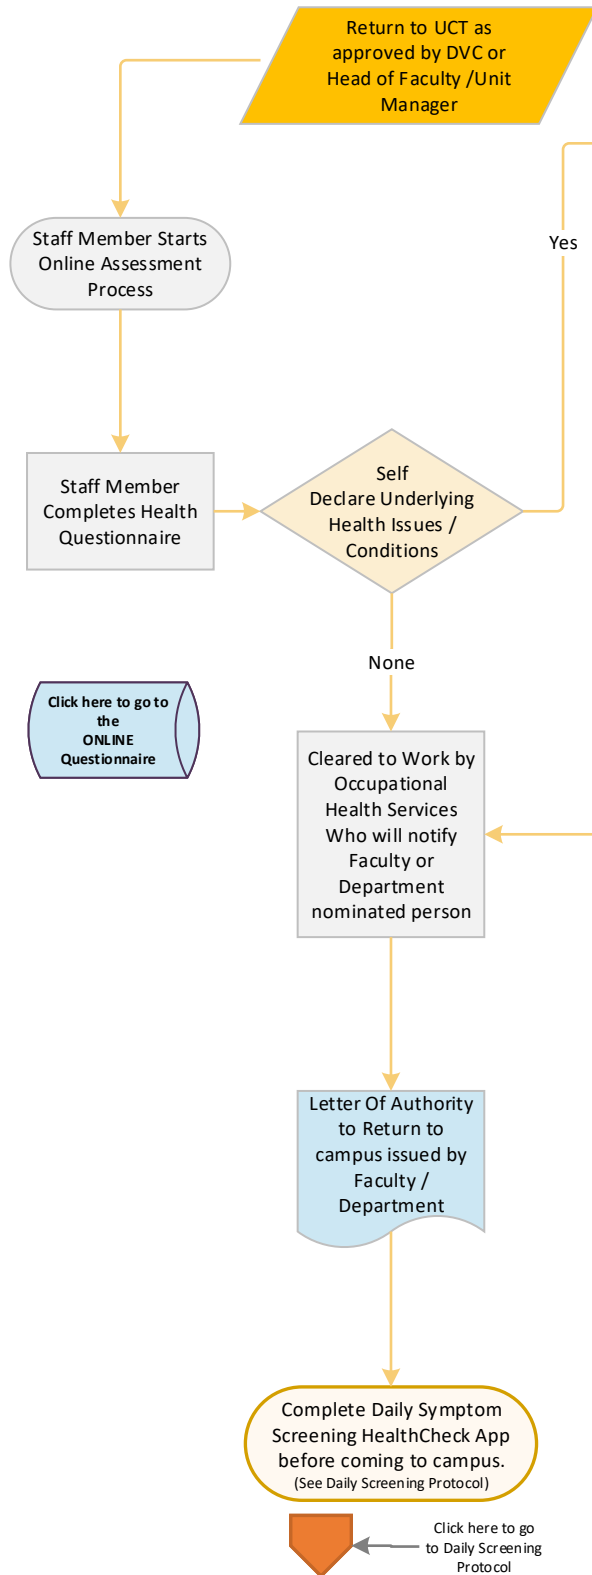 Return to UCT as
approved by DVC or
Head of Faculty /Unit
Manager
Yes
Staff Member Starts
Online Assessment
Process
Staff Member
Completes Health
Questionnaire
Self
Declare Underlying
Health Issues /
Conditions
None
Click here to go to
the
ONLINE
Questionnaire
Cleared to Work by
Occupational
Health Services
Who will notify
Faculty or
Department
nominated person
Letter Of Authority
to Return to
campus issued by
Faculty /
Department
Complete Daily Symptom
Screening HealthCheck App
before coming to campus.
(See Daily Screening Protocol)
Click here to go
to Daily Screening
Protocol